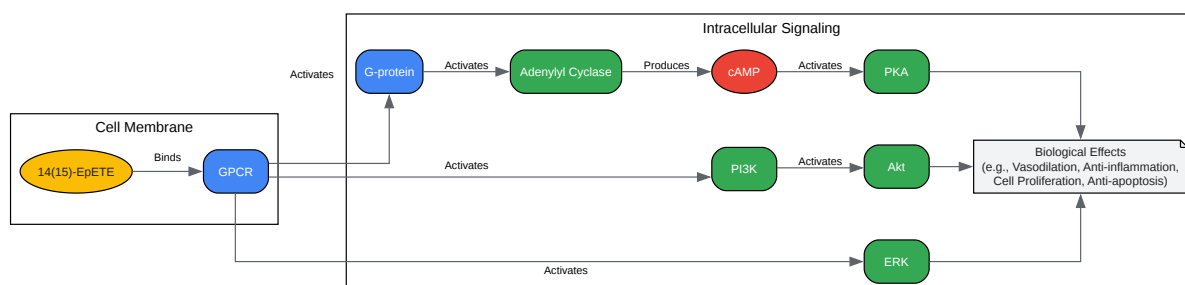 Intracellular Signaling
Activates
G-protein
Activates
Adenylyl Cyclase
Produces
cAMP
Activates
PKA
Cell Membrane
14(15)-EpETE
Binds
GPCR
Activates
PI3K
Activates
Akt
Biological Effects
(e.g., Vasodilation, Anti-inflammation,
Cell Proliferation, Anti-apoptosis)
Activates
ERK